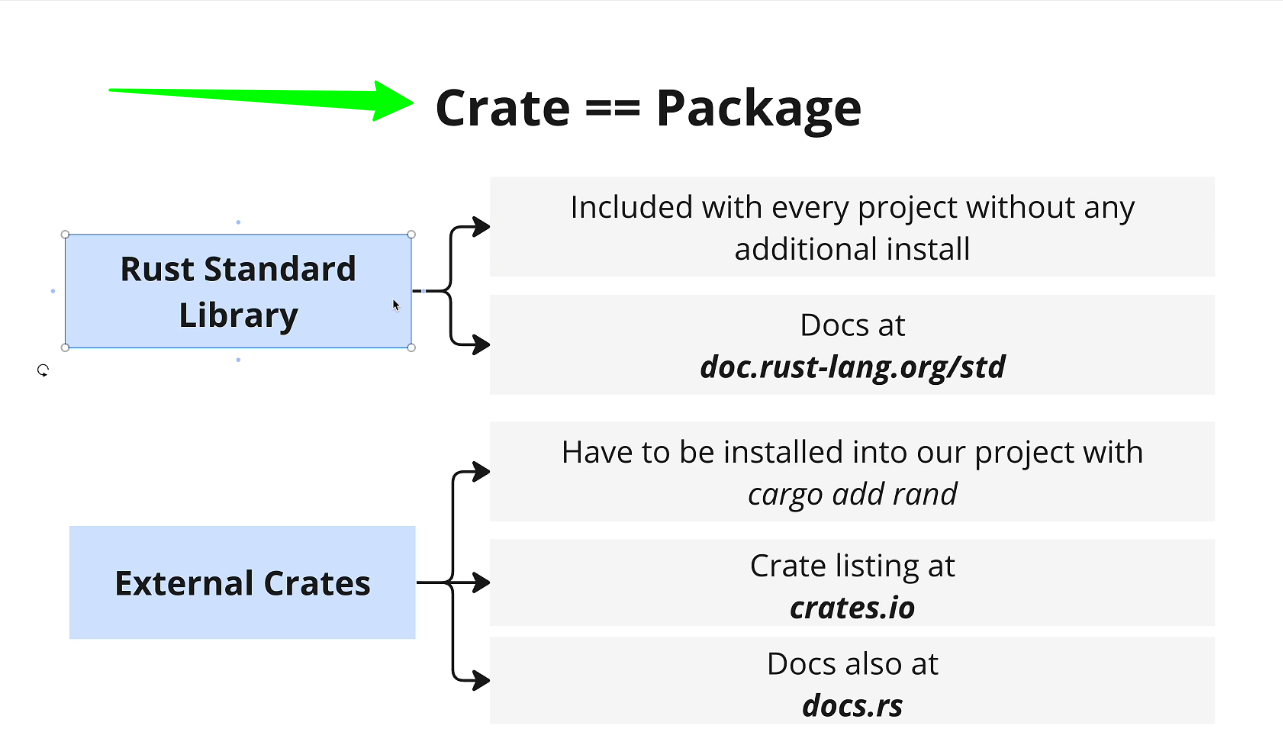 Crate == Package
Included with every project without any
additional install
Rust Standard
Library
Docs at
doc.rust-lang.org/std
Have to be installed into our project with
cargo add rand
External Crates
Crate listing at
crates.io
Docs also at
docs.rs